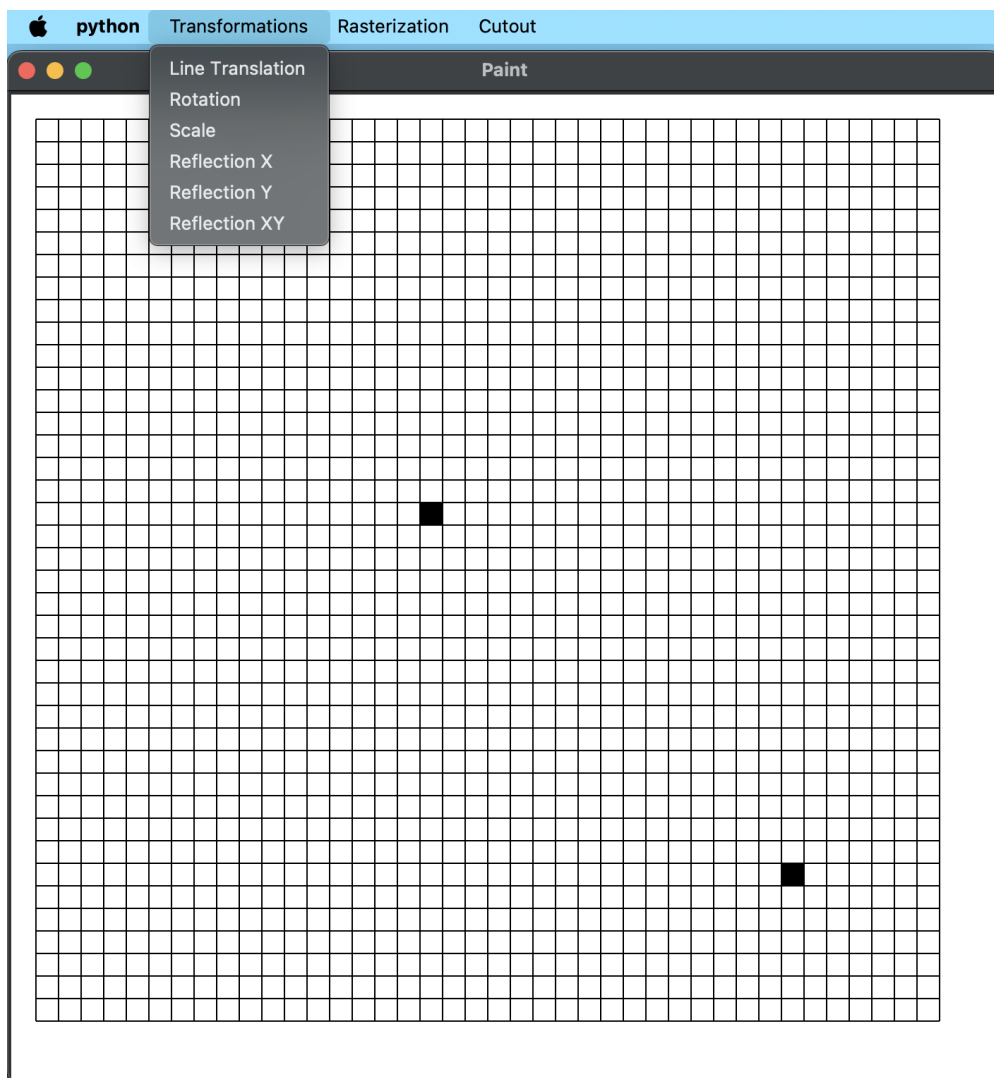 python Transformations Rasterization Cutout
Paint
Line Translation
Rotation
Scale
Reflection X
Reflection Y
Reflection XY